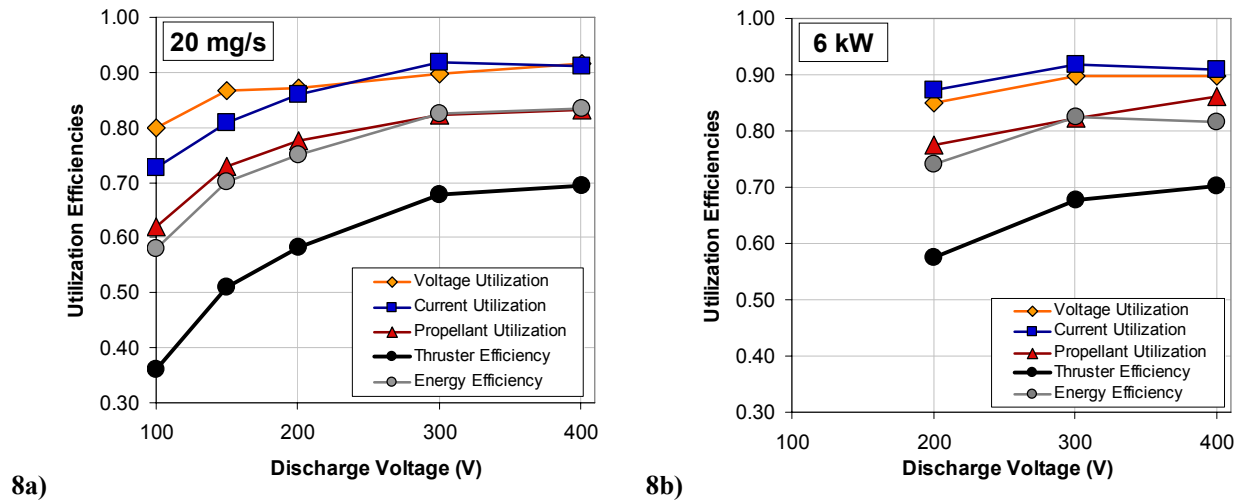 20 mg/s
Utilization Efficiencies
1.00
0.90
0.80
0.70
0.60
0.50
0.40
0.30
100
200
300
400
Discharge Voltage (V)
Voltage Utilization
Current Utilization
Propellant Utilization
Thruster Efficiency
Energy Efficiency
8a)
6 kW
Utilization Efficiencies
1.00
0.90
0.80
0.70
0.60
0.50
0.40
0.30
100
200
300
400
Discharge Voltage (V)
Voltage Utilization
Current Utilization
Propellant Utilization
Thruster Efficiency
Energy Efficiency
8b)